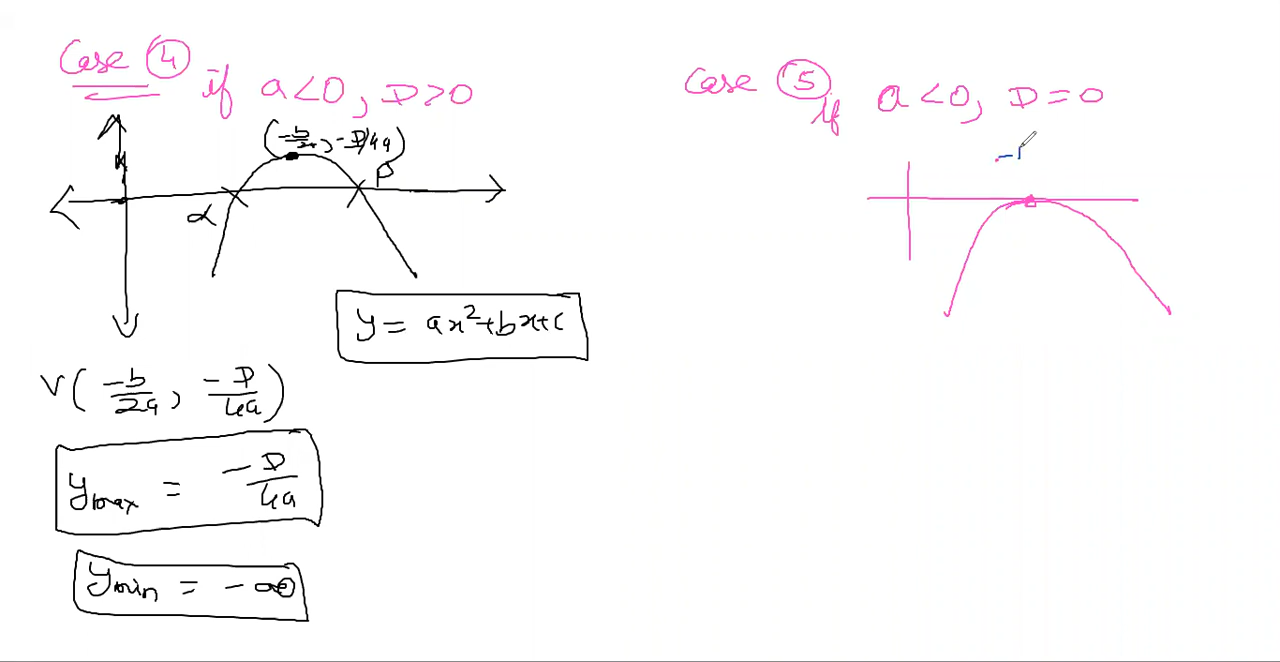 Case ④ if a<0, D>0
(-b/2a, -D/4a)
α β
y = ax²+bx+c
V(-b/2a, -D/4a)
ymax = -D/4a
ymin = -∞
Case ⑤ if a<0, D=0
-